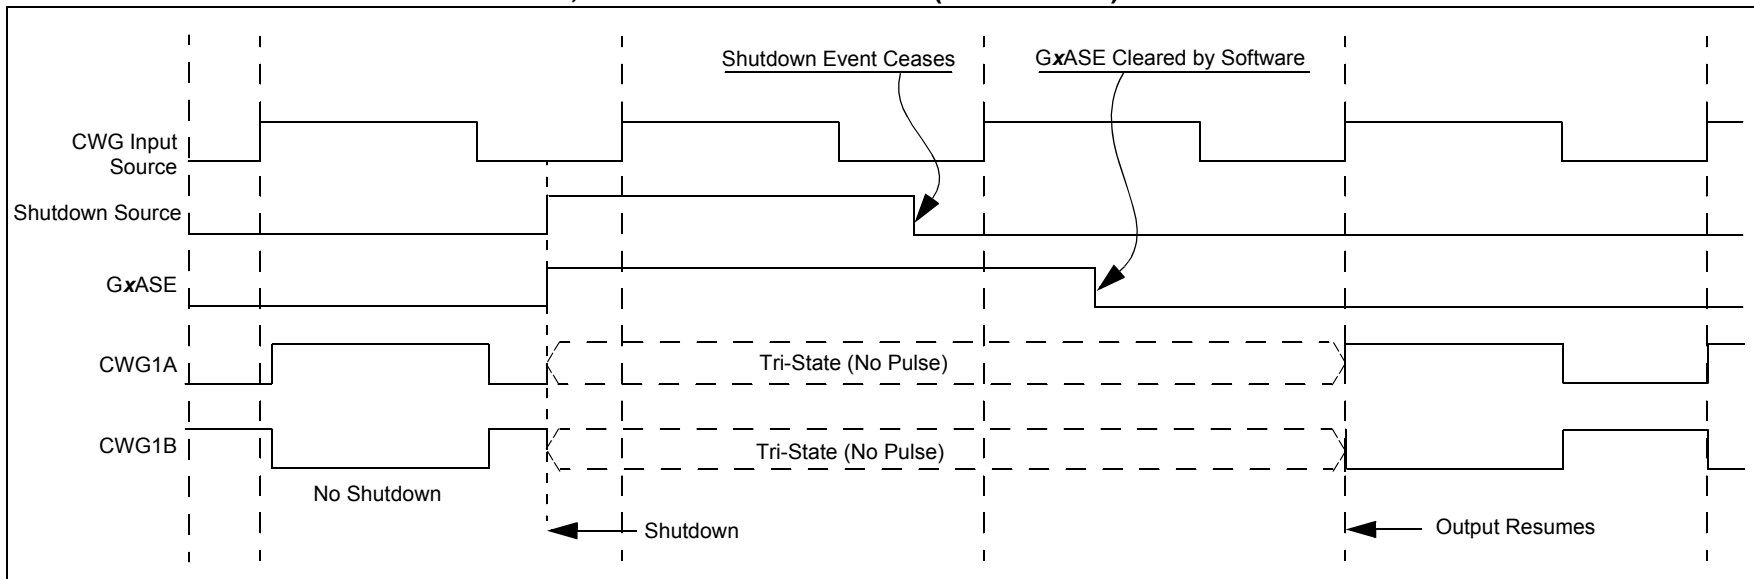 Shutdown Event Ceases
GxASE Cleared by Software
CWG Input
Source
Shutdown Source
GxASE
CWG1A
Tri-State (No Pulse)
CWG1B
Tri-State (No Pulse)
No Shutdown
Shutdown
Output Resumes